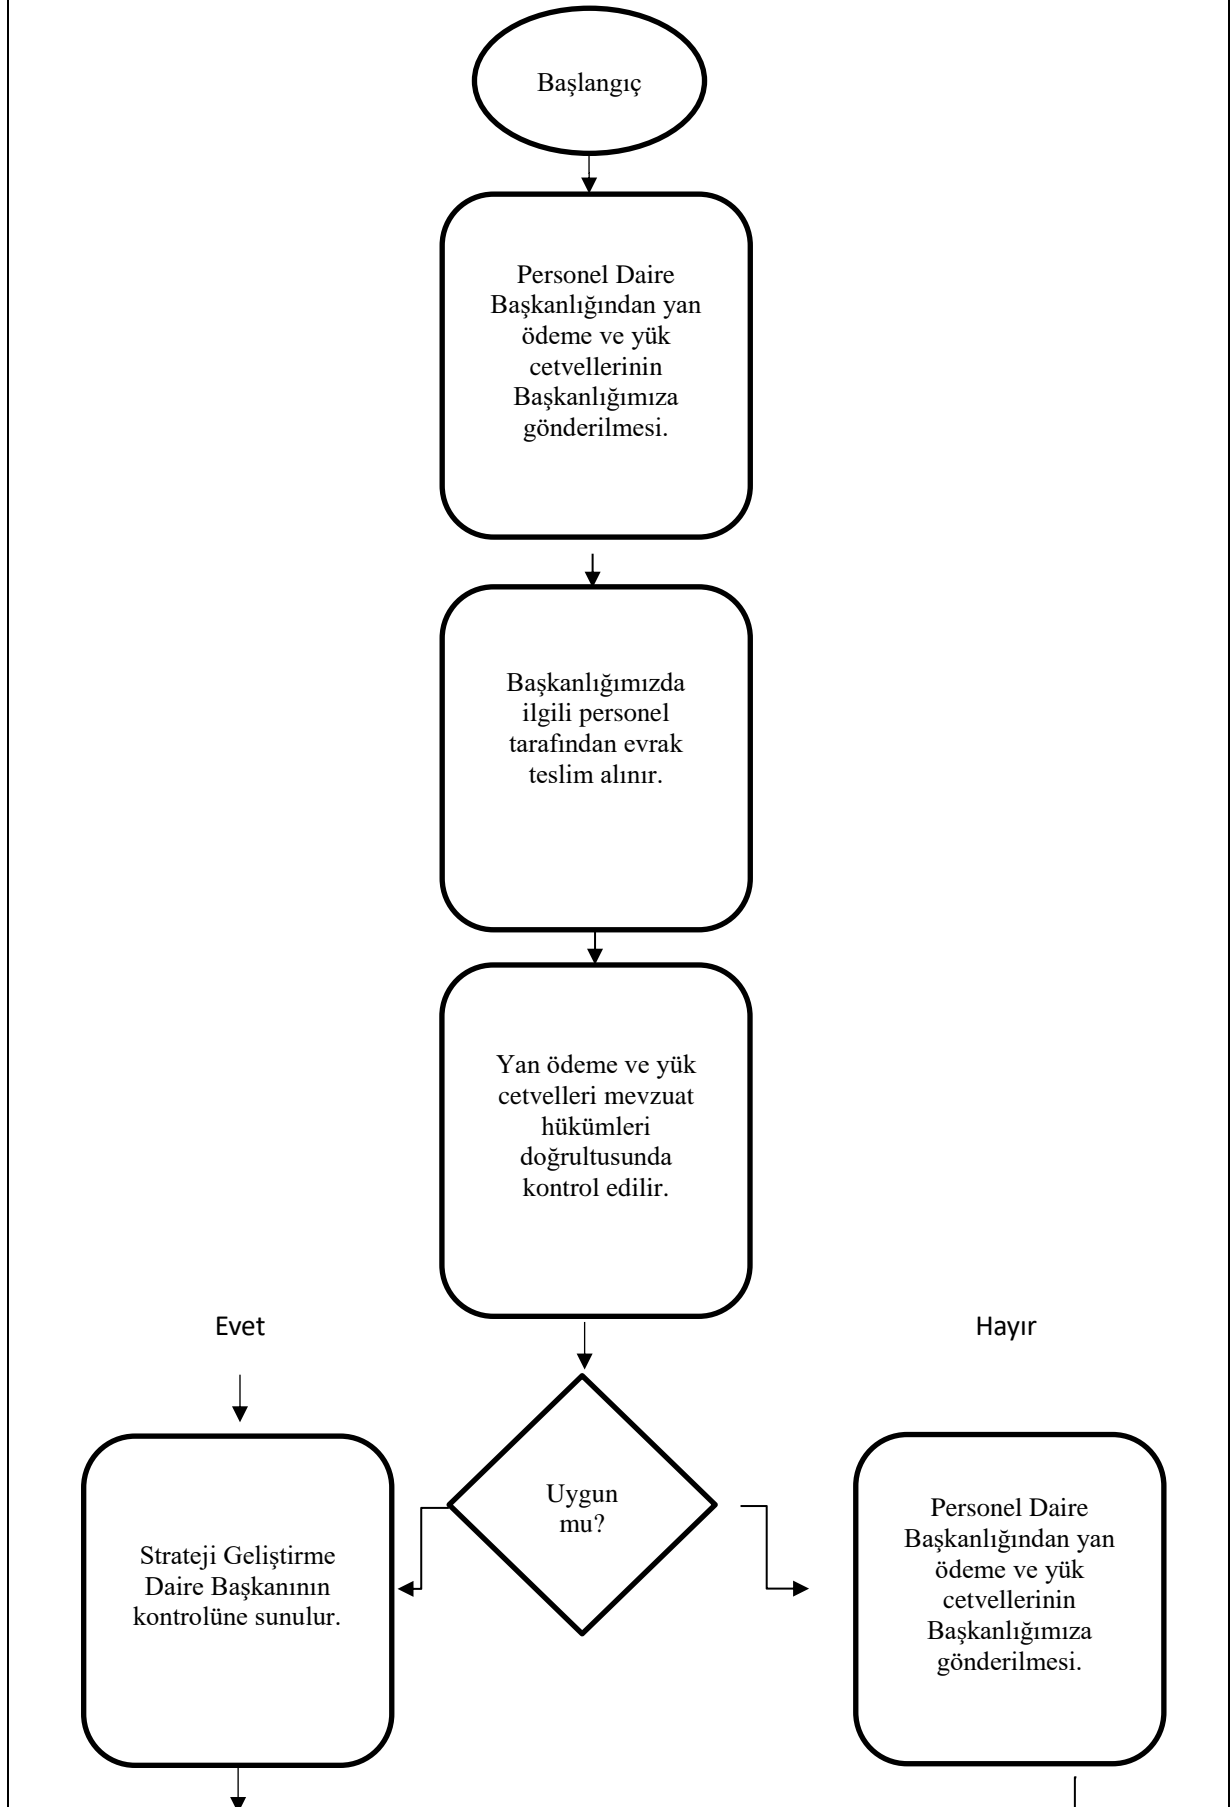 Başlangıç
Personel Daire
Başkanlığından yan
ödeme ve yük
cetvellerinin
Başkanlığımıza
gönderilmesi.
Başkanlığımızda
ilgili personel
tarafından evrak
teslim alınır.
Yan ödeme ve yük
cetvelleri mevzuat
hükümleri
doğrultusunda
kontrol edilir.
Evet
Hayır
Uygun
mu?
Strateji Geliştirme
Daire Başkanının
kontrolüne sunulur.
Personel Daire
Başkanlığından yan
ödeme ve yük
cetvellerinin
Başkanlığımıza
gönderilmesi.